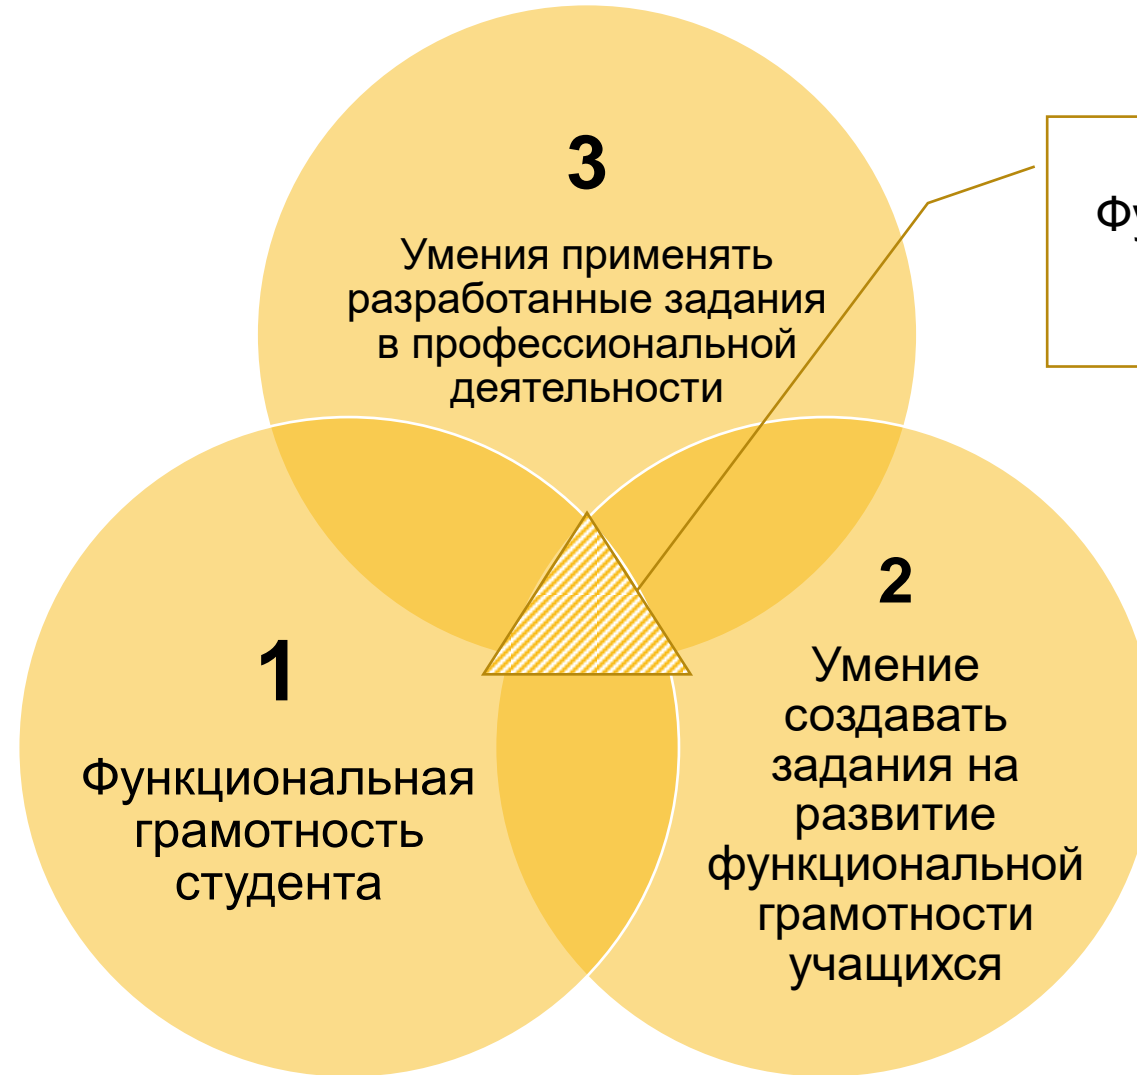 3
Умения применять
разработанные задания
в профессиональной
деятельности
1
Функциональная
грамотность
студента
2
Умение
создавать
задания на
развитие
функциональной
грамотности
учащихся